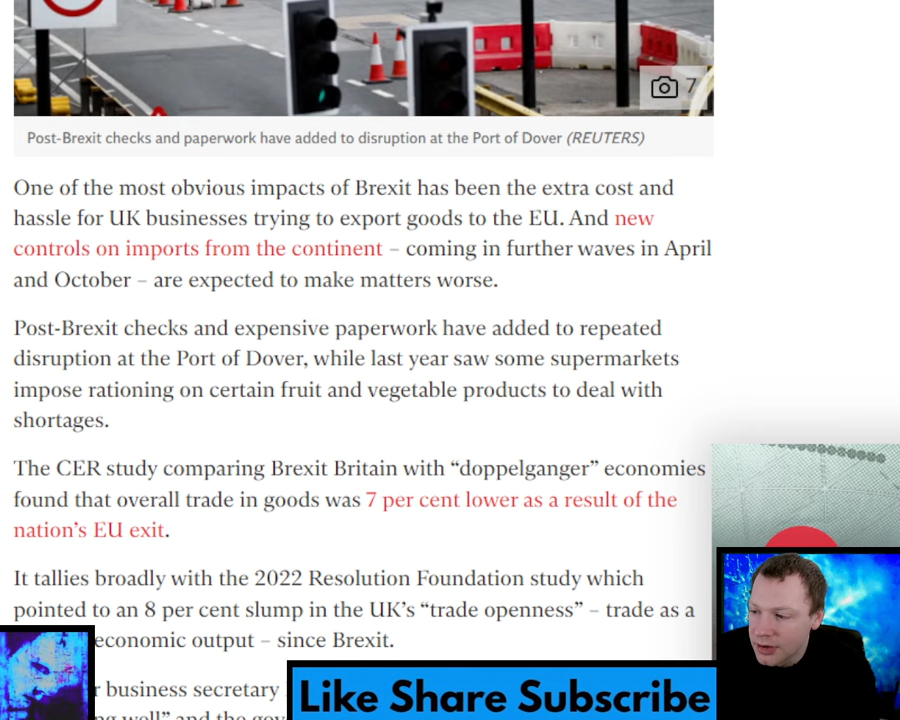 7
Post-Brexit checks and paperwork have added to disruption at the Port of Dover (REUTERS)
One of the most obvious impacts of Brexit has been the extra cost and
hassle for UK businesses trying to export goods to the EU. And new
controls on imports from the continent – coming in further waves in April
and October – are expected to make matters worse.
Post-Brexit checks and expensive paperwork have added to repeated
disruption at the Port of Dover, while last year saw some supermarkets
impose rationing on certain fruit and vegetable products to deal with
shortages.
The CER study comparing Brexit Britain with “doppelganger” economies
found that overall trade in goods was 7 per cent lower as a result of the
nation’s EU exit.
It tallies broadly with the 2022 Resolution Foundation study which
pointed to an 8 per cent slump in the UK’s “trade openness” – trade as a
economic output – since Brexit.
business secretary
well” and the
Like Share Subscribe